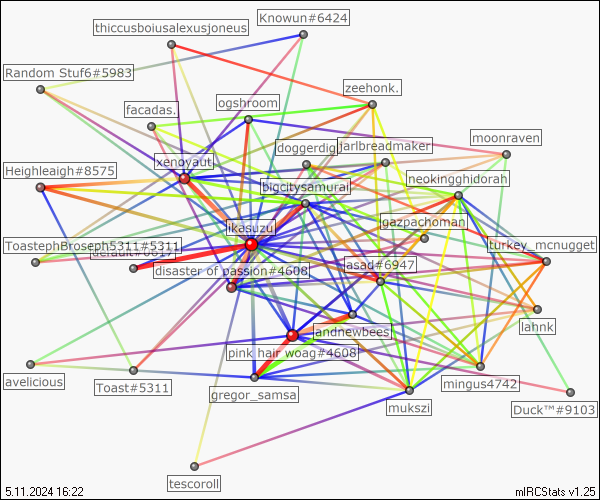 Knowun#6424
thiccusboiusalexusjoneus
Random Stuf6#5983
zeehonk.
ogshroom
facadas.
moonraven
doggerdig
jarlbreadmaker
xenoyaut.
Heighleaigh#8575
neokingghidorah
bigcitysamurai
gazpachoman
ikasuzu
ToastephBroseph5311#5311
turkey_mcnugget
disaster of passion#4608
asad#6947
lahnk
andnewbees
pink hair woag#4608
avelicious
Toast#5311
mingus4742
gregor_samsa
mukszi
Duck™#9103
tescoroll
5.11.2024 16:22
mIRCStats v1.25